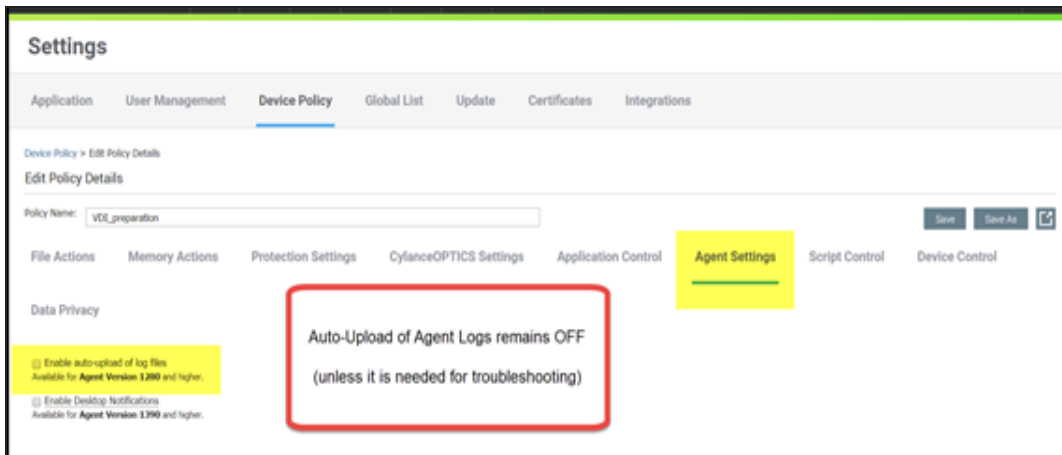 Settings
Application User Management Device Policy Global List Update Certificates Integrations
Device Policy > Edit Policy Details
Edit Policy Details
Policy Name: VDI_preparation Save Save As
File Actions Memory Actions Protection Settings CylanceOPTICS Settings Application Control Agent Settings Script Control Device Control
Data Privacy
Auto-Upload of Agent Logs remains OFF
(unless it is needed for troubleshooting)
Enable auto-upload of log files
Available for Agent Version 1280 and higher.
Enable Desktop Notifications
Available for Agent Version 1390 and higher.